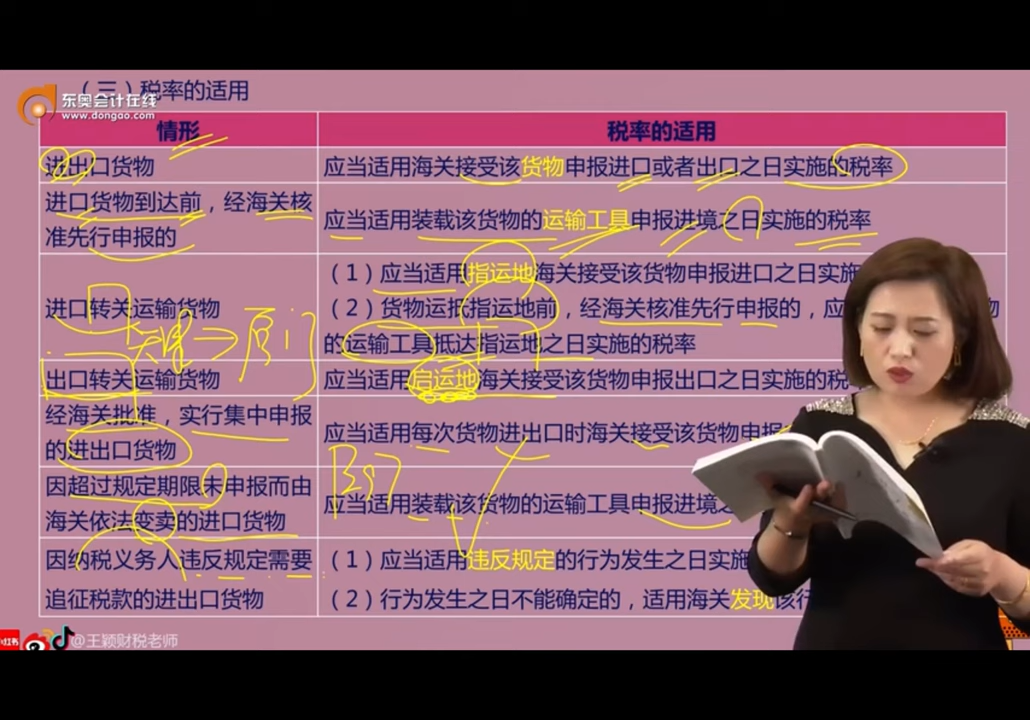 （三）税率的适用
东奥会计在线
www.dongao.com
情形
税率的适用
进出口货物
应当适用海关接受该货物申报进口或者出口之日实施的税率
进口货物到达前，经海关核
准先行申报的
应当适用装载该货物的运输工具申报进境之日实施的税率
进口转关运输货物
（1）应当适用指运地海关接受该货物申报进口之日实施
（2）货物运抵指运地前，经海关核准先行申报的，应
物
的运输工具抵达指运地之日实施的税率
出口转关运输货物
应当适用启运地海关接受该货物申报出口之日实施的税
经海关批准，实行集中申报
的进出口货物
应当适用每次货物进出口时海关接受该货物申报
因超过规定期限未申报而由
海关依法变卖的进口货物
应当适用装载该货物的运输工具申报进境之
因纳税义务人违反规定需要
追征税款的进出口货物
（1）应当适用违反规定的行为发生之日实施
（2）行为发生之日不能确定的，适用海关发现该行
小红书
@王颖财税老师